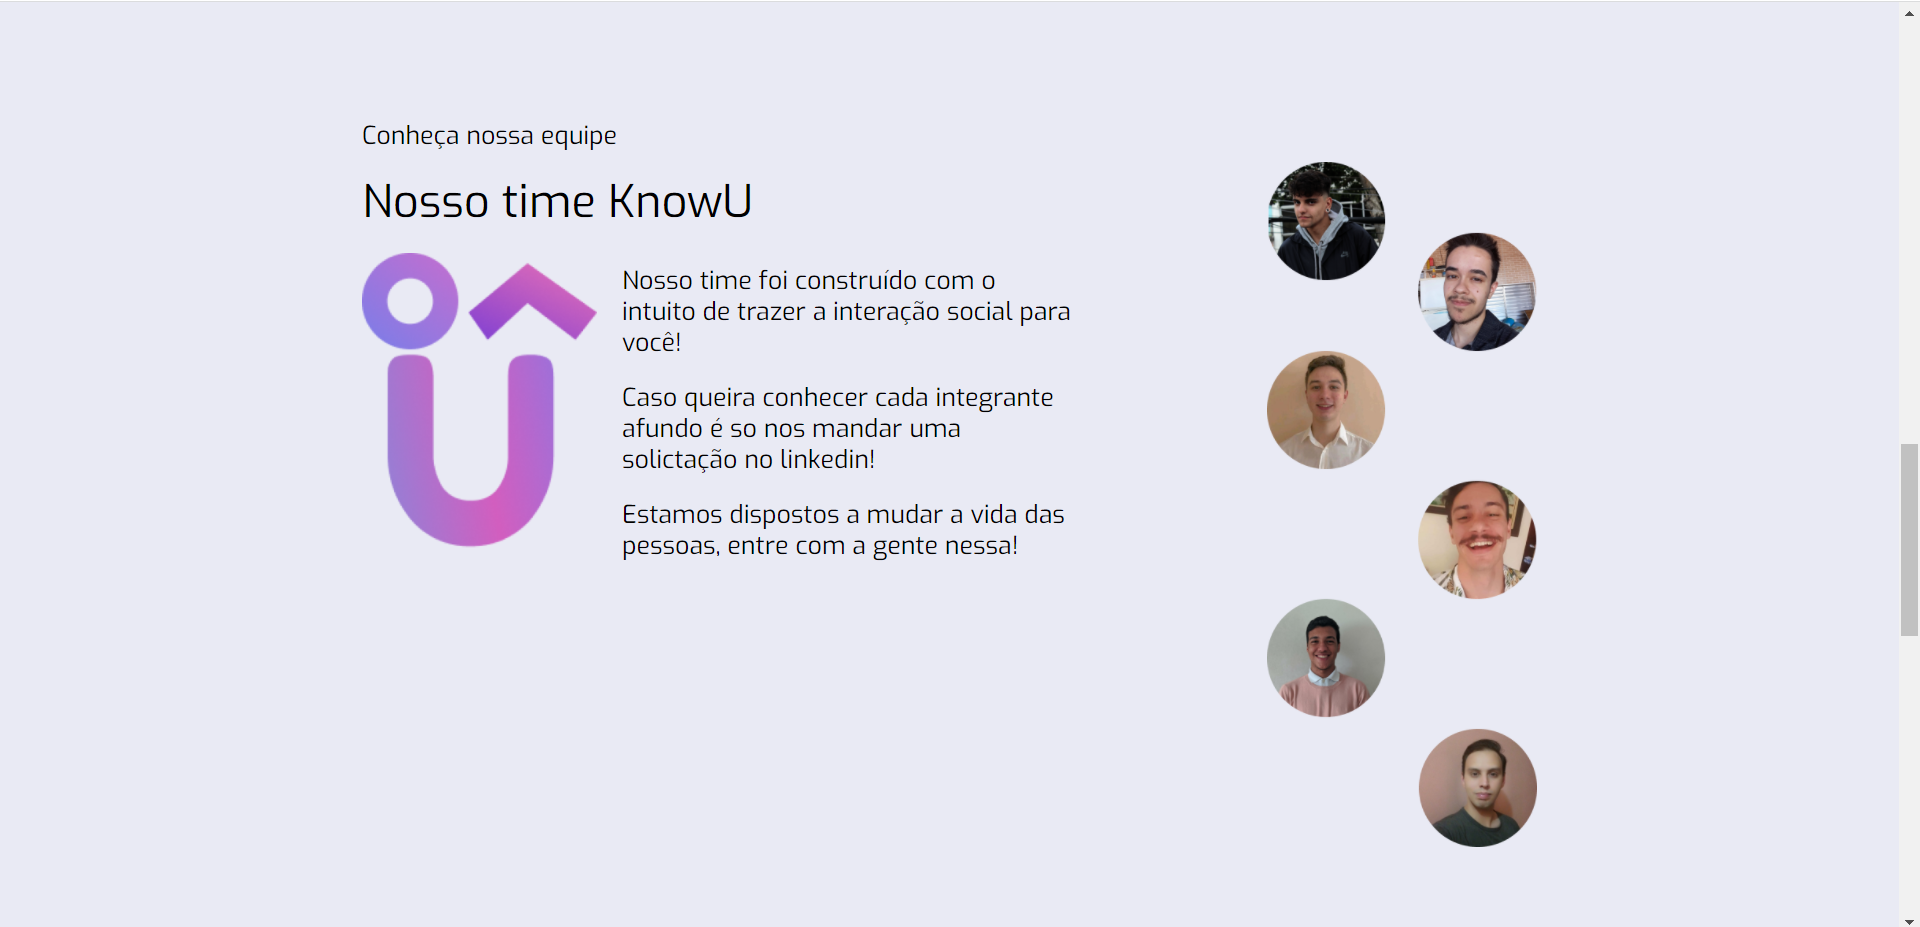 Conheça nossa equipe
Nosso time KnowU
Nosso time foi construído com o
intuito de trazer a interação social para
você!
Caso queira conhecer cada integrante
afundo é so nos mandar uma
solictação no linkedin!
Estamos dispostos a mudar a vida das
pessoas, entre com a gente nessa!